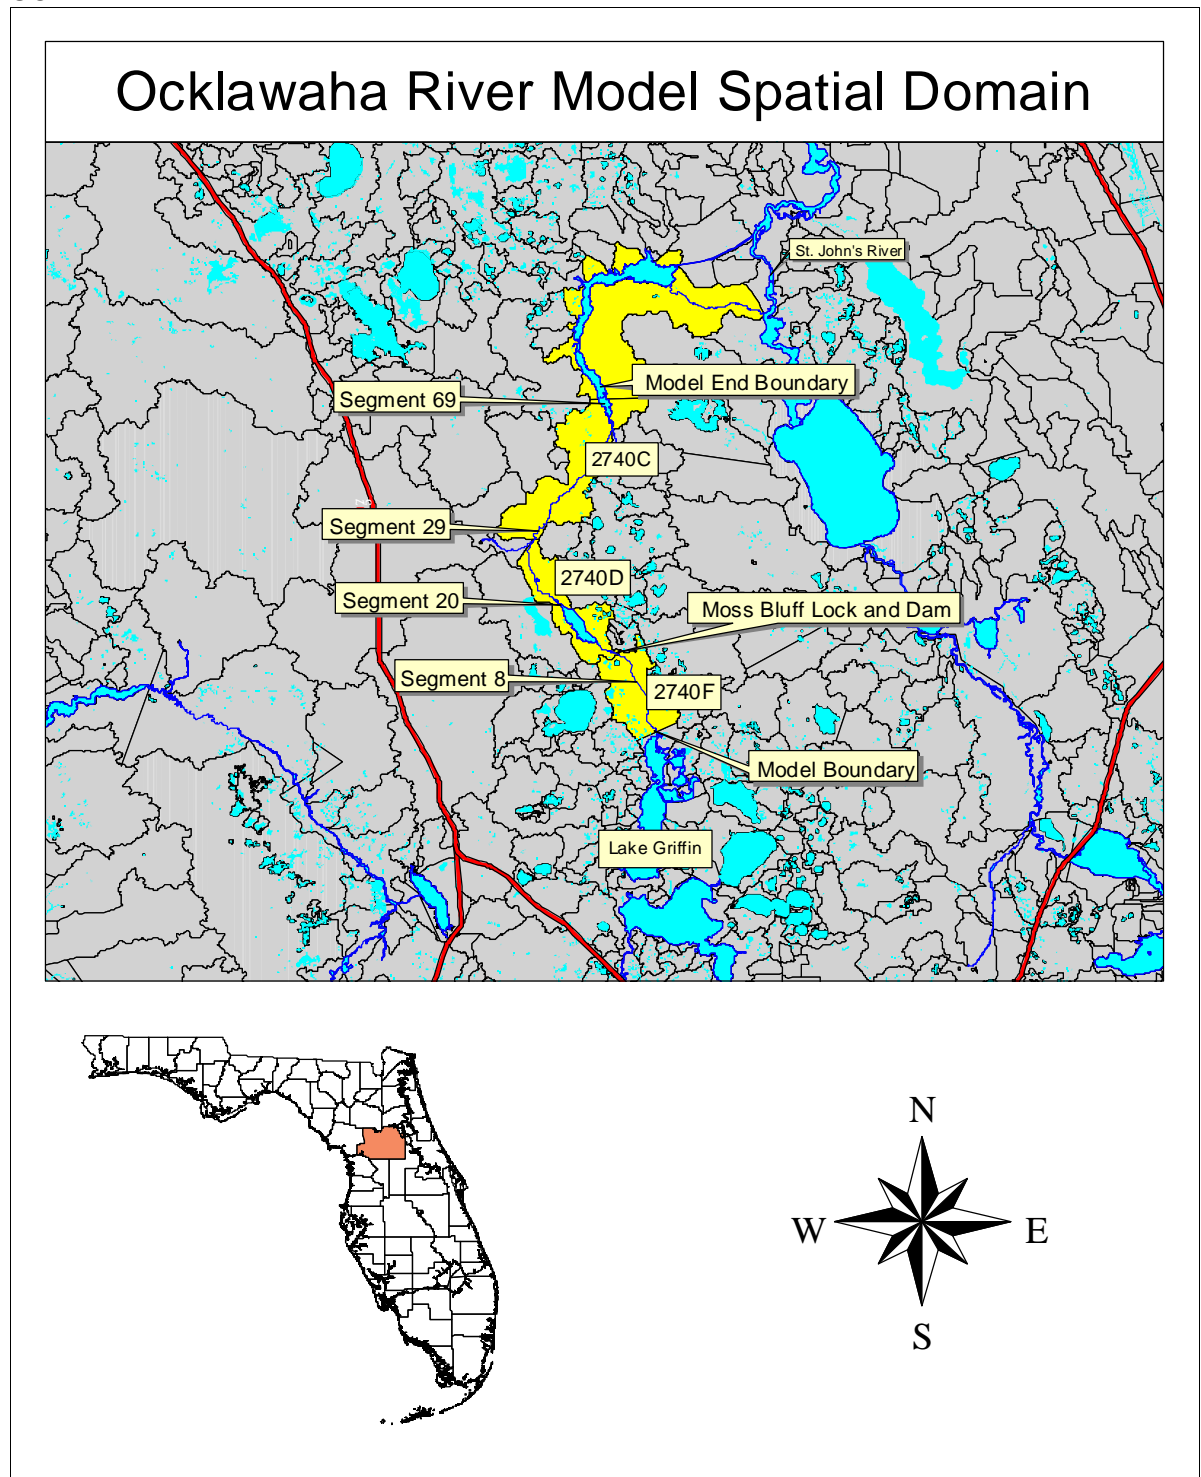 Ocklawaha River Model Spatial Domain
St. John's River
Model End Boundary
Segment 69
2740C
Segment 29
2740D
Segment 20
Moss Bluff Lock and Dam
Segment 8
2740F
Model Boundary
Lake Griffin
N
W E
S